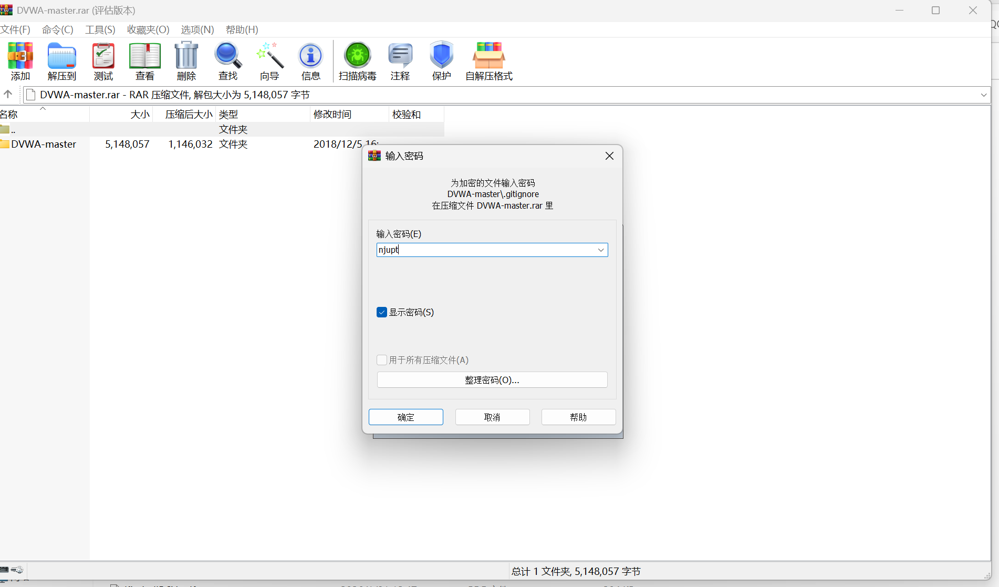 DVWA-master.rar (评估版本)
文件(F) 命令(C) 工具(S) 收藏夹(O) 选项(N) 帮助(H)
添加 解压到 测试 查看 删除 查找 向导 信息 扫描病毒 注释 保护 自解压格式
DVWA-master.rar - RAR 压缩文件, 解包大小为 5,148,057 字节
名称 大小 压缩后大小 类型 修改时间 校验和
.. 文件夹
DVWA-master 5,148,057 1,146,032 文件夹 2018/12/5 16:
输入密码
为加密的文件输入密码
DVWA-master\.gitignore
在压缩文件 DVWA-master.rar 里
输入密码(E)
njupt
显示密码(S)
用于所有压缩文件(A)
整理密码(O)...
确定 取消 帮助
总计 1 文件夹, 5,148,057 字节